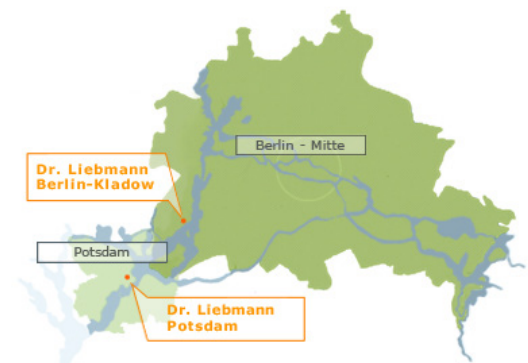 Berlin - Mitte
Dr. Liebmann
Berlin-Kladow
Potsdam
Dr. Liebmann
Potsdam